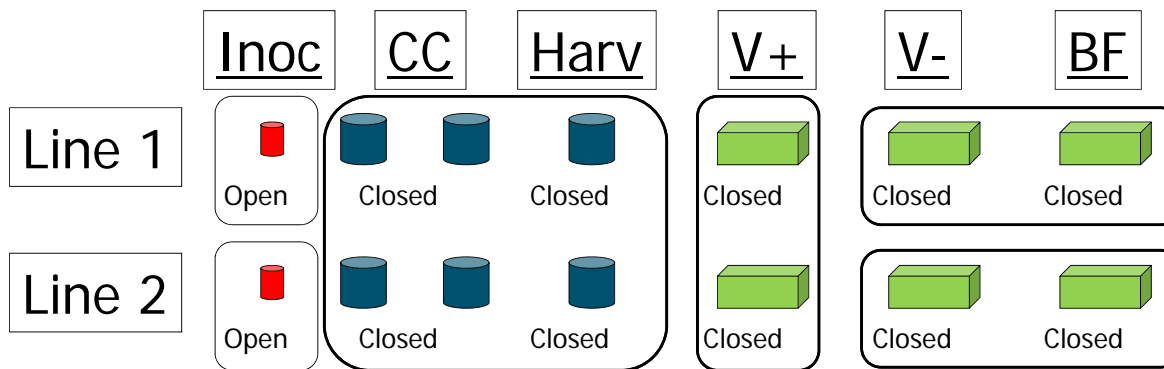 Inoc CC Harv V+ V- BF
Line 1
Open Closed Closed Closed Closed Closed
Line 2
Open Closed Closed Closed Closed Closed